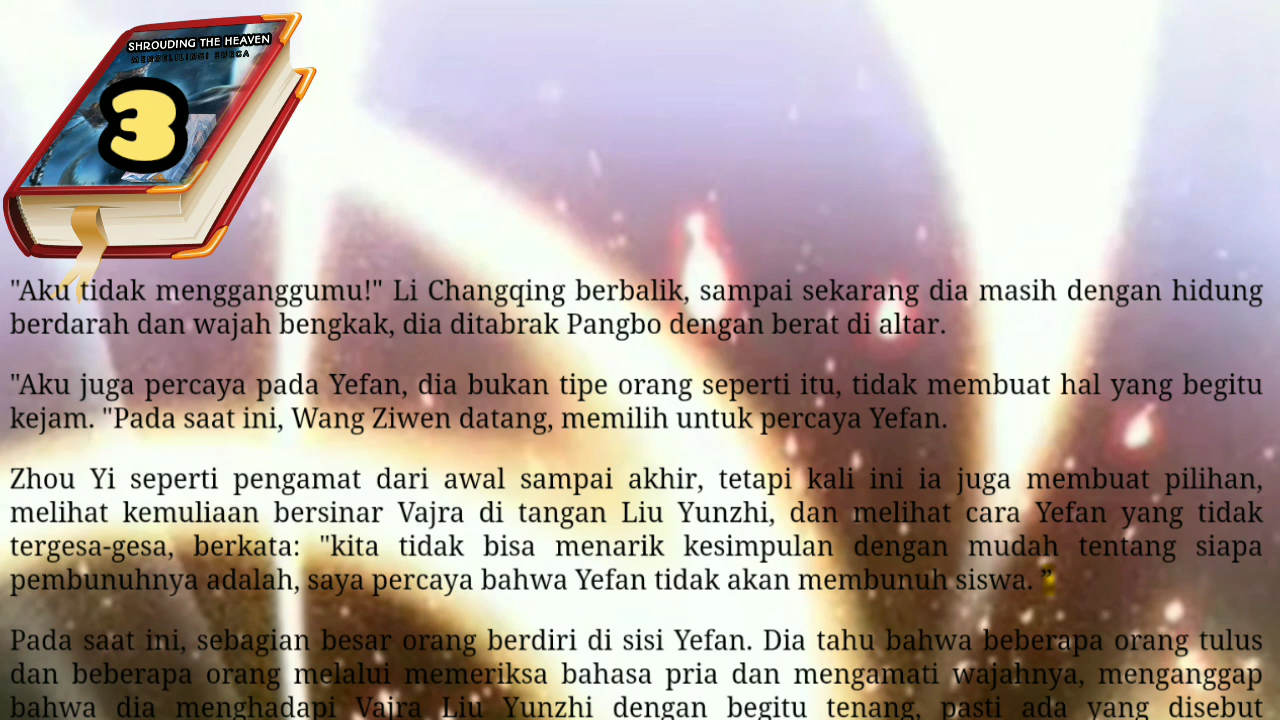 SHROUDING THE HEAVEN
MENGELILINGI SURGA
3
"Aku tidak mengganggumu!" Li Changqing berbalik, sampai sekarang dia masih dengan hidung
berdarah dan wajah bengkak, dia ditabrak Pangbo dengan berat di altar.
"Aku juga percaya pada Yefan, dia bukan tipe orang seperti itu, tidak membuat hal yang begitu
kejam. "Pada saat ini, Wang Ziwen datang, memilih untuk percaya Yefan.
Zhou Yi seperti pengamat dari awal sampai akhir, tetapi kali ini ia juga membuat pilihan,
melihat kemuliaan bersinar Vajra di tangan Liu Yunzhi, dan melihat cara Yefan yang tidak
tergesa-gesa, berkata: "kita tidak bisa menarik kesimpulan dengan mudah tentang siapa
pembunuhnya adalah, saya percaya bahwa Yefan tidak akan membunuh siswa. ”
Pada saat ini, sebagian besar orang berdiri di sisi Yefan. Dia tahu bahwa beberapa orang tulus
dan beberapa orang melalui memeriksa bahasa pria dan mengamati wajahnya, menganggap
bahwa dia menghadapi Vajra Liu Yunzhi dengan begitu tenang, pasti ada yang disebut